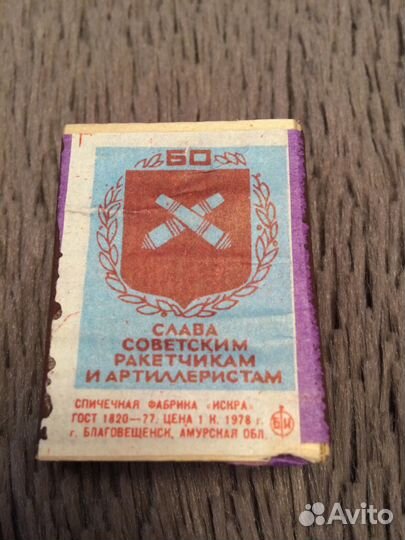 60
СЛАВА
СОВЕТСКИМ
РАКЕТЧИКАМ
И АРТИЛЛЕРИСТАМ
СПИЧЕЧНАЯ ФАБРИКА «ИСКРА»
ГОСТ 1820—77. ЦЕНА 1 К. 1978 г.
г. БЛАГОВЕЩЕНСК, АМУРСКАЯ ОБЛ.
Avito